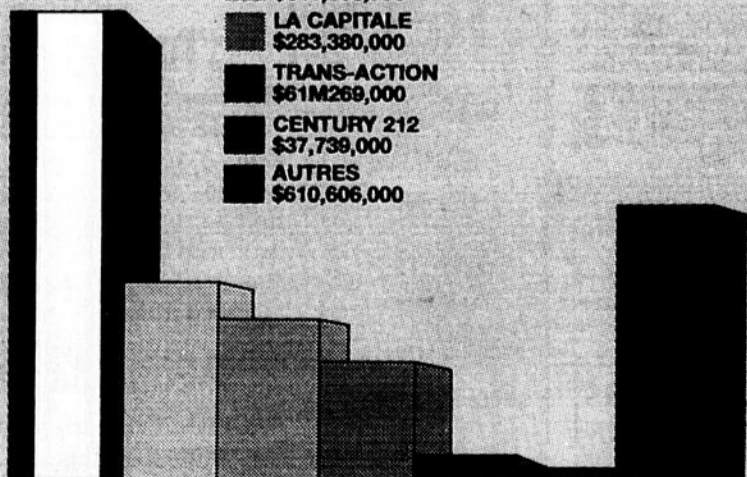 LA CAPITALE
$283,380,000
TRANS-ACTION
$61M269,000
CENTURY 212
$37,739,000
AUTRES
$610,606,000